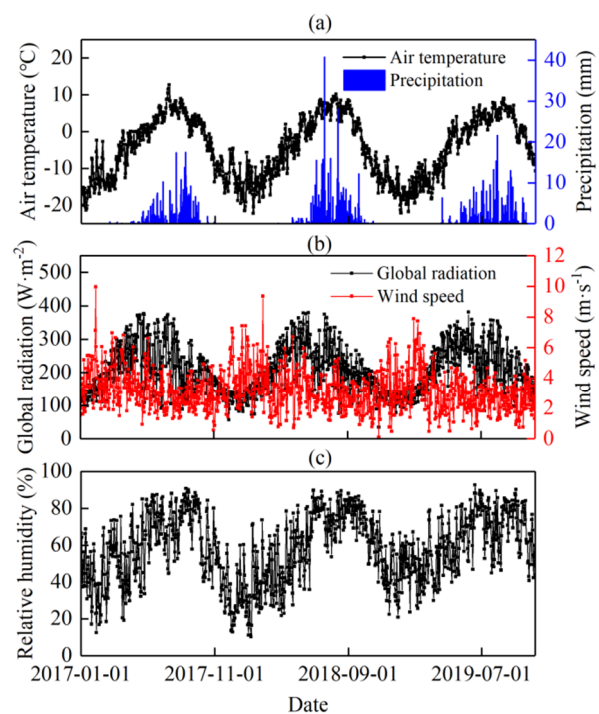 (a)
Air temperature (℃)
20
10
0
-10
-20
Air temperature
Precipitation
40
30
20
10
0
Precipitation (mm)
(b)
Global radiation (W·m⁻²)
500
400
300
200
100
0
Global radiation
Wind speed
12
10
8
6
4
2
0
Wind speed (m·s⁻¹)
(c)
Relative humidity (%)
100
80
60
40
20
0
2017-01-01 2017-11-01 2018-09-01 2019-07-01
Date